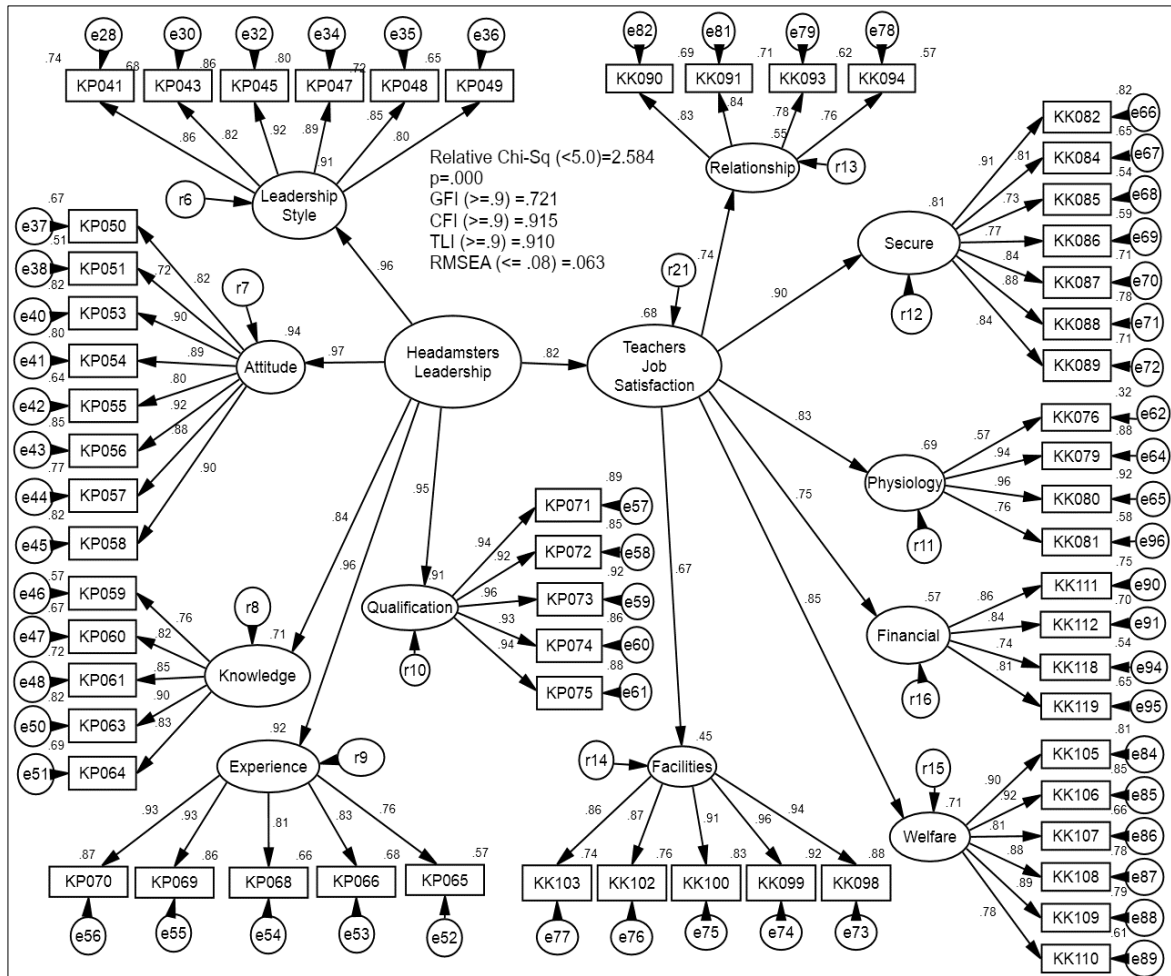 e28
e30
e32
e34
e35
e36
.74
.68
.86
.80
.72
.65
KP041
KP043
KP045
KP047
KP048
KP049
.86
.82
.92
.89
.85
.80
.91
Leadership
Style
r6
.96
Relative Chi-Sq (<5.0)=2.584
p=.000
GFI (>=.9) =.721
CFI (>=.9) =.915
TLI (>=.9) =.910
RMSEA (<= .08) =.063
e82
e81
e79
e78
.69
.71
.62
.57
KK090
KK091
KK093
KK094
.83
.84
.78
.76
.55
Relationship
r13
.74
.82
e66
KK082
.65
e67
KK084
.54
e68
KK085
.59
e69
KK086
.71
e70
KK087
.78
e71
KK088
.71
e72
KK089
.91
.81
.73
.77
.84
.88
.84
.81
Secure
r12
.90
.67
e37
KP050
.51
e38
KP051
.82
e40
KP053
.80
e41
KP054
.64
e42
KP055
.85
e43
KP056
.77
e44
KP057
.82
e45
KP058
.82
.72
.90
.89
.80
.92
.88
.90
r7
.94
Attitude
.97
Headamsters
Leadership
.82
r21
.68
Teachers
Job
Satisfaction
.32
e62
KK076
.88
e64
KK079
.92
e65
KK080
.58
e96
KK081
.57
.94
.96
.76
.69
Physiology
r11
.83
.95
.84
.96
.89
KP071
e57
.85
KP072
e58
.92
KP073
e59
.86
KP074
e60
.88
KP075
e61
.94
.92
.96
.93
.94
.91
Qualification
r10
.67
.75
.85
.57
e46
KP059
.67
e47
KP060
.72
e48
KP061
.82
e50
KP063
.69
e51
KP064
.76
.82
.85
.90
.83
r8
.71
Knowledge
.75
KK111
e90
.70
KK112
e91
.54
KK118
e94
.65
KK119
e95
.86
.84
.74
.81
.57
Financial
r16
.92
Experience
r9
.93
.93
.81
.83
.76
.87
.86
.66
.68
.57
KP070
KP069
KP068
KP066
KP065
e56
e55
e54
e53
e52
r14
.45
Facilities
.86
.87
.91
.96
.94
.74
.76
.83
.92
.88
KK103
KK102
KK100
KK099
KK098
e77
e76
e75
e74
e73
r15
.71
Welfare
.90
.92
.81
.88
.89
.78
.81
KK105
e84
.85
KK106
e85
.66
KK107
e86
.78
KK108
e87
.79
KK109
e88
.61
KK110
e89